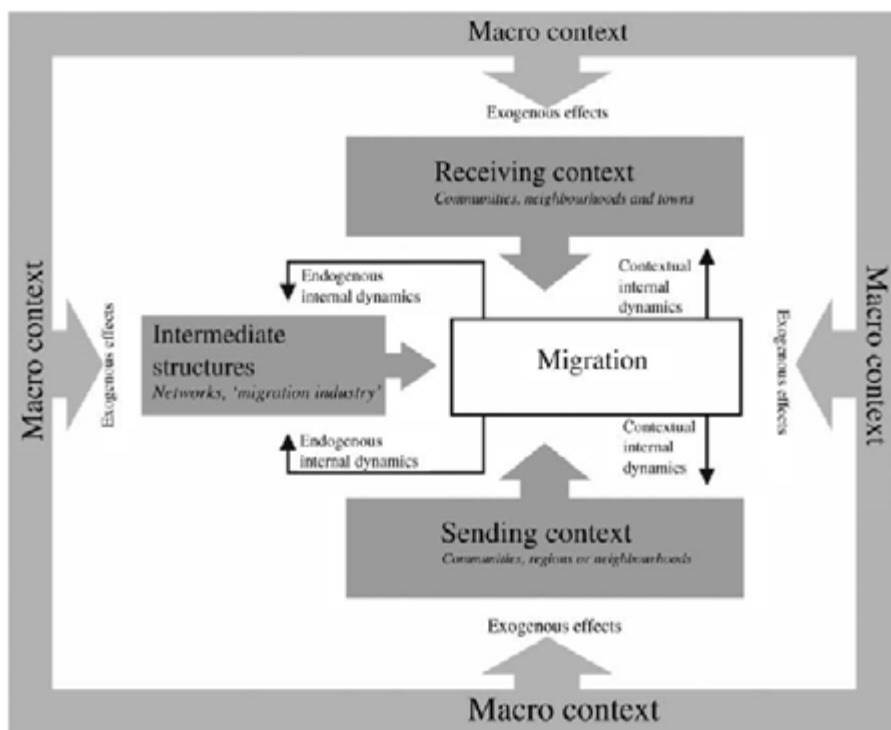 Macro context
Exogenous effects
Receiving context
Communities, neighbourhoods and towns
Macro context
Exogenous effects
Endogenous
internal dynamics
Contextual
internal
dynamics
Intermediate
structures
Networks, 'migration industry'
Migration
Exogenous effects
Macro context
Endogenous
internal dynamics
Contextual
internal
dynamics
Sending context
Communities, regions or neighbourhoods
Exogenous effects
Macro context